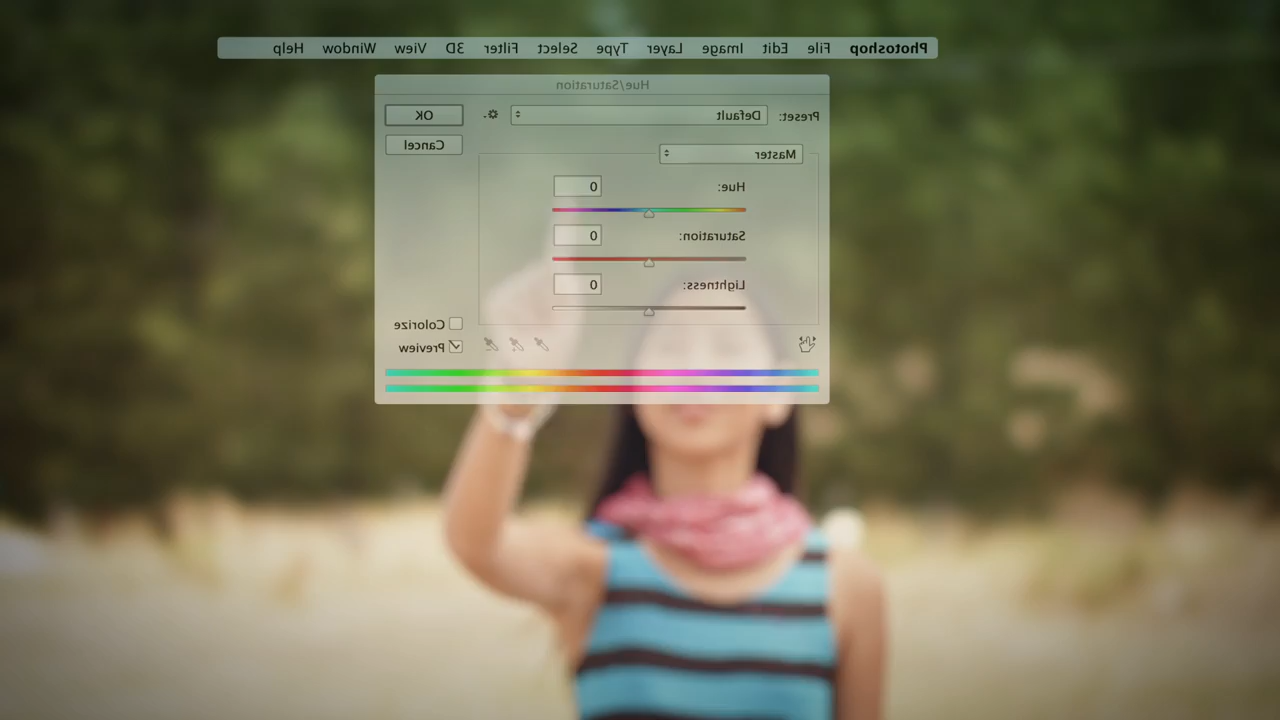 Photoshop File Edit Image Layer Type Select Filter 3D View Window Help
Hue/Saturation
Preset: Default
OK
Master
Cancel
Hue: 0
Saturation: 0
Lightness: 0
Colorize
Preview